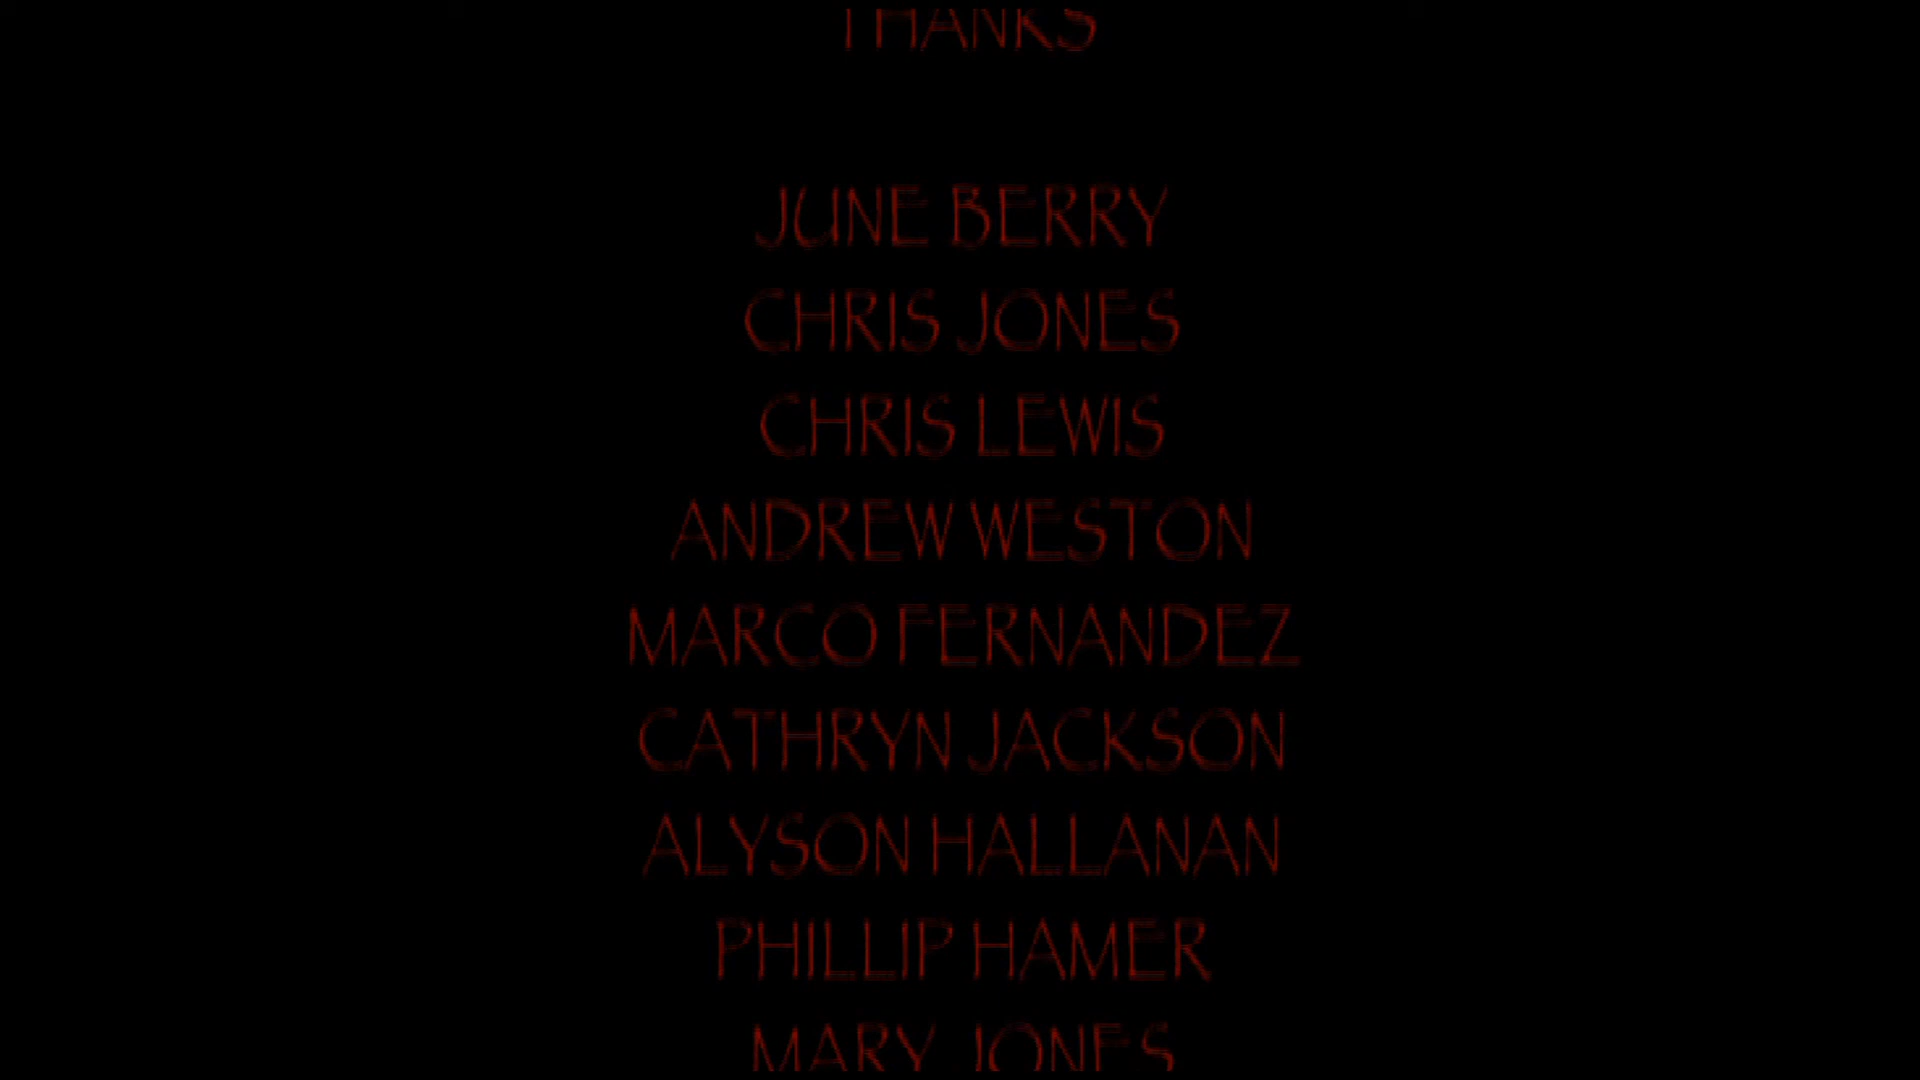 THANKS
JUNE BERRY
CHRIS JONES
CHRIS LEWIS
ANDREW WESTON
MARCO FERNANDEZ
CATHRYN JACKSON
ALYSON HALLANAN
PHILLIP HAMER
MARY JONES